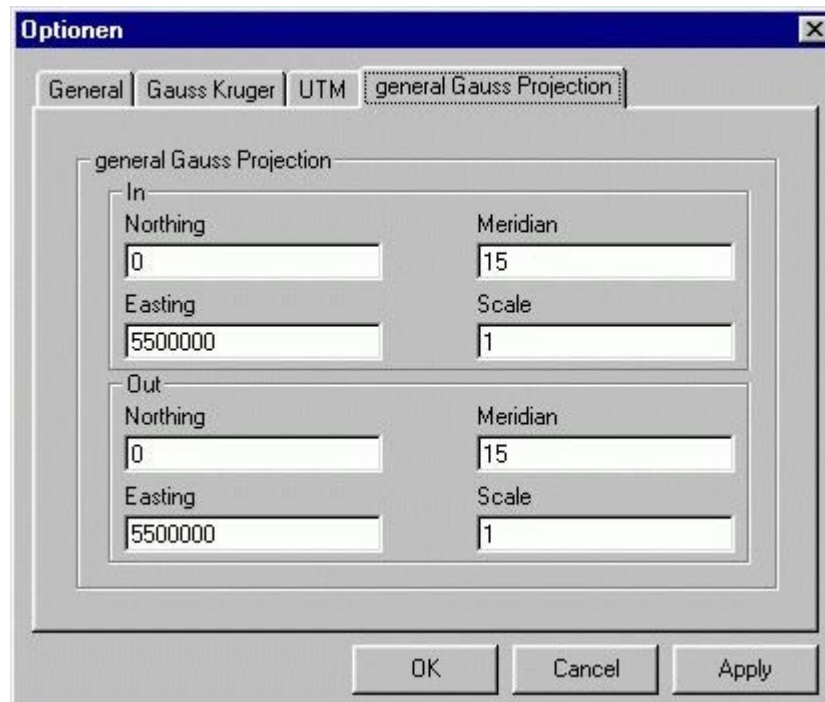 Optionen
General Gauss Kruger UTM general Gauss Projection
general Gauss Projection
In
Northing Meridian
0 15
Easting Scale
5500000 1
Out
Northing Meridian
0 15
Easting Scale
5500000 1
OK Cancel Apply